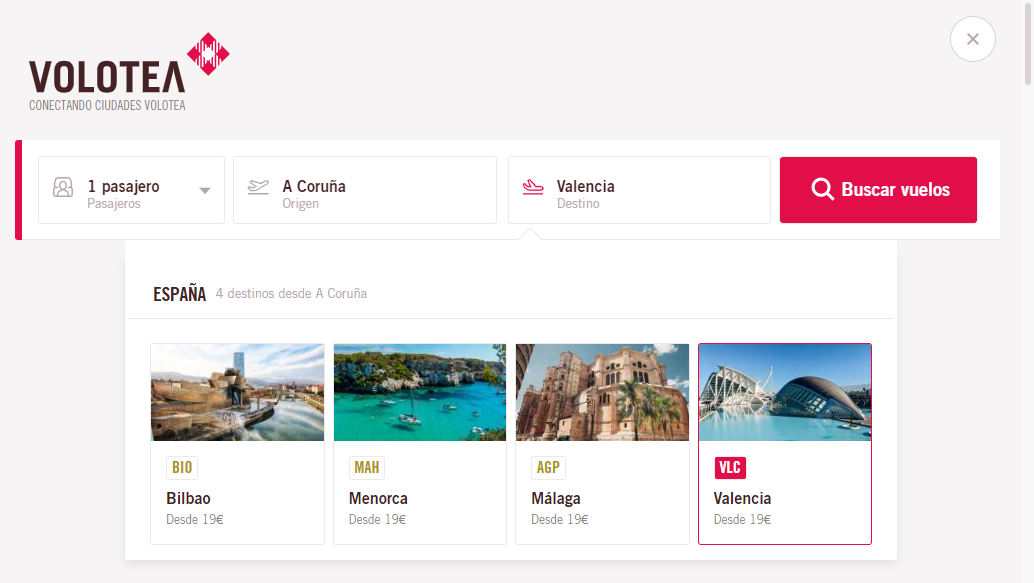 VOLOTEA
CONECTANDO CIUDADES VOLOTEA
1 pasajero
Pasajeros
A Coruña
Origen
Valencia
Destino
Buscar vuelos
ESPAÑA 4 destinos desde A Coruña
BIO
Bilbao
Desde 19€
MAH
Menorca
Desde 19€
AGP
Málaga
Desde 19€
VLC
Valencia
Desde 19€